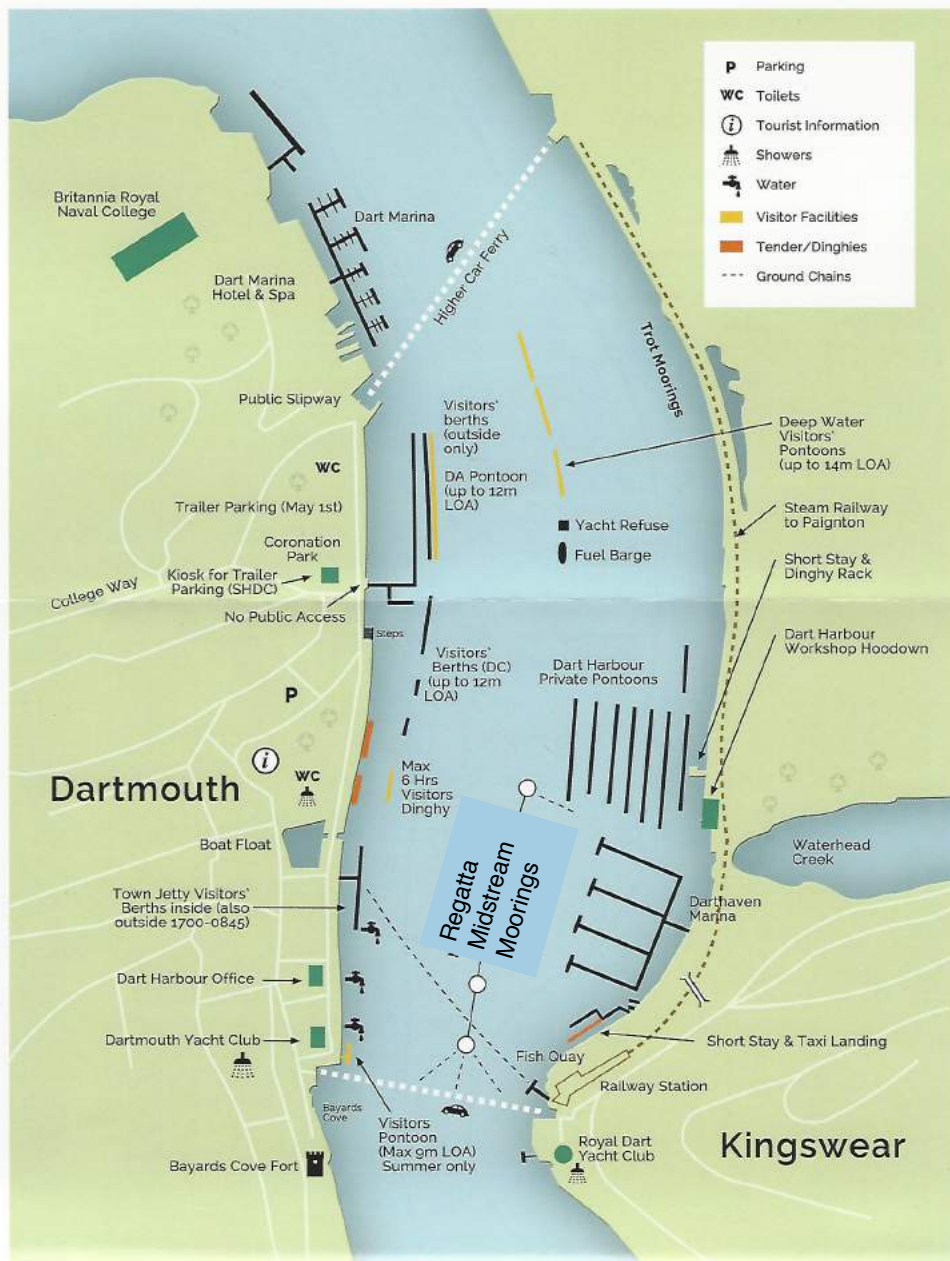 P Parking
WC Toilets
i Tourist Information
Showers
Water
Visitor Facilities
Tender/Dinghies
Ground Chains
Britannia Royal
Naval College
Dart Marina
Dart Marina
Hotel & Spa
Higher Car Ferry
Trot Moorings
Public Slipway
Visitors'
berths
(outside
only)
DA Pontoon
(up to 12m
LOA)
Deep Water
Visitors'
Pontoons
(up to 14m LOA)
WC
Trailer Parking (May 1st)
Yacht Refuse
Fuel Barge
Steam Railway
to Paignton
Coronation
Park
Kiosk for Trailer
Parking (SHDC)
College Way
No Public Access
Short Stay &
Dinghy Rack
Steps
Visitors'
Berths (DC)
(up to 12m
LOA)
Dart Harbour
Private Pontoons
Dart Harbour
Workshop Hoodown
P
i
WC
Dartmouth
Max
6 Hrs
Visitors
Dinghy
Boat Float
Regatta
Midstream
Moorings
Waterhead
Creek
Town Jetty Visitors'
Berths inside (also
outside 1700-0845)
Darthaven
Marina
Dart Harbour Office
Dartmouth Yacht Club
Fish Quay
Short Stay & Taxi Landing
Railway Station
Bayards
Cove
Visitors
Pontoon
(Max 9m LOA)
Summer only
Bayards Cove Fort
Royal Dart
Yacht Club
Kingswear